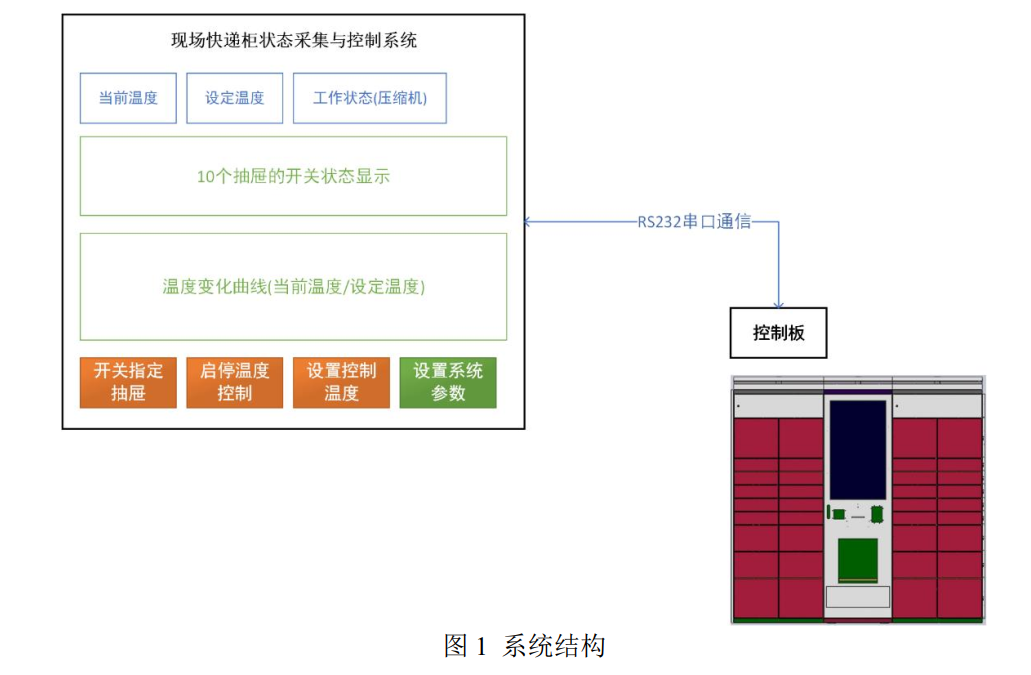 现场快递柜状态采集与控制系统
当前温度
设定温度
工作状态(压缩机)
10个抽屉的开关状态显示
RS232串口通信
温度变化曲线(当前温度/设定温度)
控制板
开关指定
抽屉
启停温度
控制
设置控制
温度
设置系统
参数
图 1 系统结构